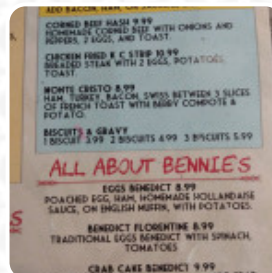 ADD BACON, HAM, OR
CORNED BEEF HASH 9.99
HOMEMADE CORNED BEEF WITH ONIONS AND
PEPPERS, 2 EGGS, AND TOAST.
CHICKEN FRIED K C STRIP 10.99
BREADED STEAK WITH 2 EGGS, POTATOES,
TOAST.
MONTE CRISTO 8.99
HAM, TURKEY, BACON, SWISS BETWEEN 3 SLICES
OF FRENCH TOAST WITH BERRY COMPOTE &
POTATO.
BISCUITS & GRAVY
1 BISCUIT 3.99 2 BISCUITS 4.99 3 BISCUITS 5.99
ALL ABOUT BENNIE'S
EGGS BENEDICT 8.99
POACHED EGG, HAM, HOMEMADE HOLLANDAISE
SAUCE, ON ENGLISH MUFFIN, WITH POTATOES.
BENEDICT FLORENTINE 8.99
TRADITIONAL EGGS BENEDICT WITH SPINACH,
TOMATOES
CRAB CAKE BENEDICT 9.99